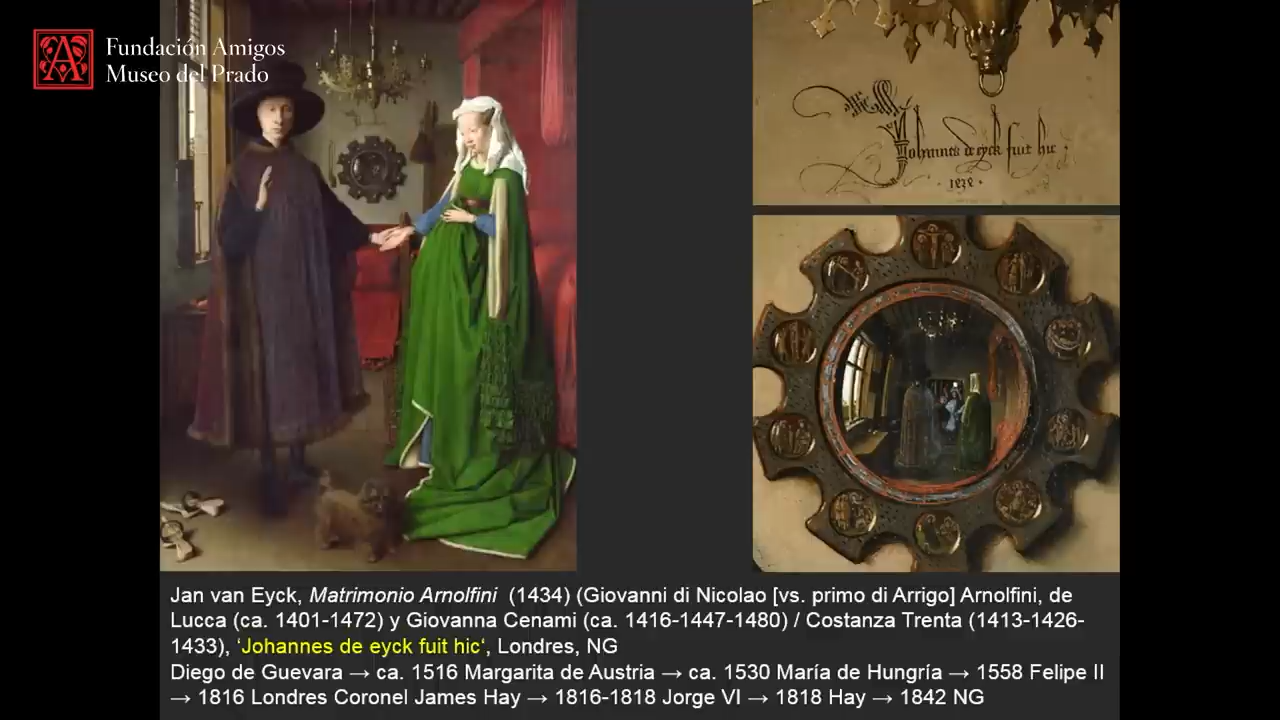 Fundación Amigos
Museo del Prado
Johannes de eyck fuit hic
Jan van Eyck, Matrimonio Arnolfini (1434) (Giovanni di Nicolao [vs. primo di Arrigo] Arnolfini, de
Lucca (ca. 1401-1472) y Giovanna Cenami (ca. 1416-1447-1480) / Costanza Trenta (1413-1426-
1433), ‘Johannes de eyck fuit hic‘, Londres, NG
Diego de Guevara → ca. 1516 Margarita de Austria → ca. 1530 María de Hungría → 1558 Felipe II
→ 1816 Londres Coronel James Hay → 1816-1818 Jorge VI → 1818 Hay → 1842 NG